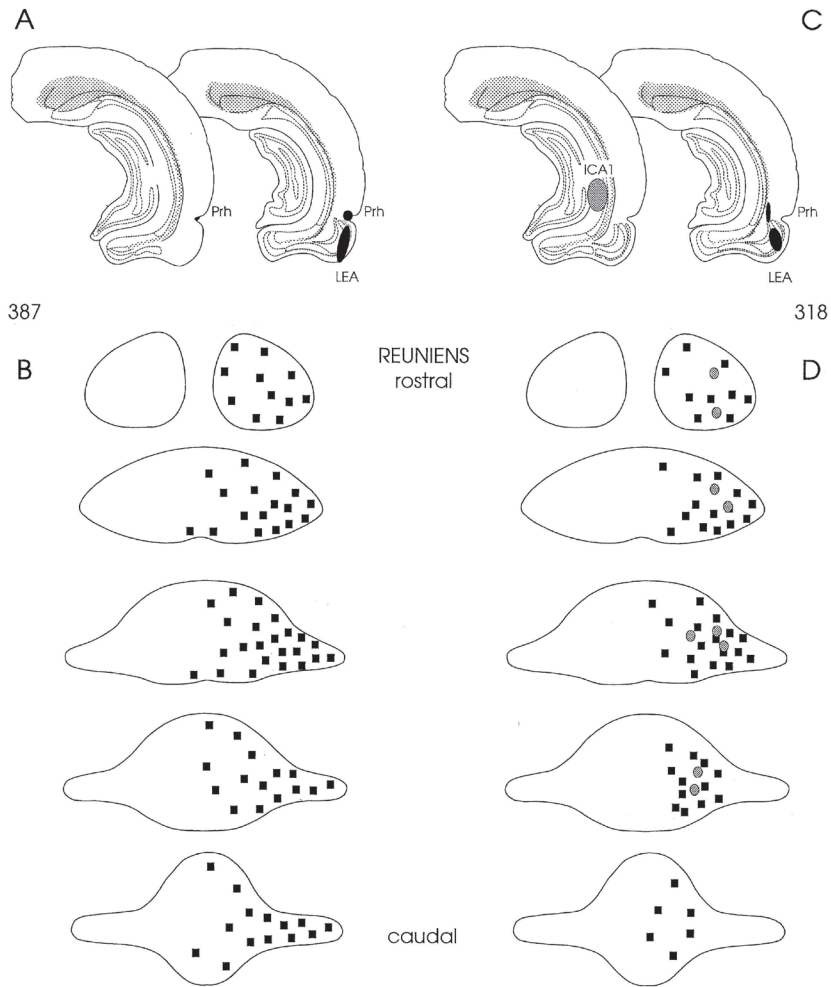 A
C
ICA1
Prh
Prh
Prh
LEA
LEA
387
318
B
REUNIENS
rostral
D
caudal